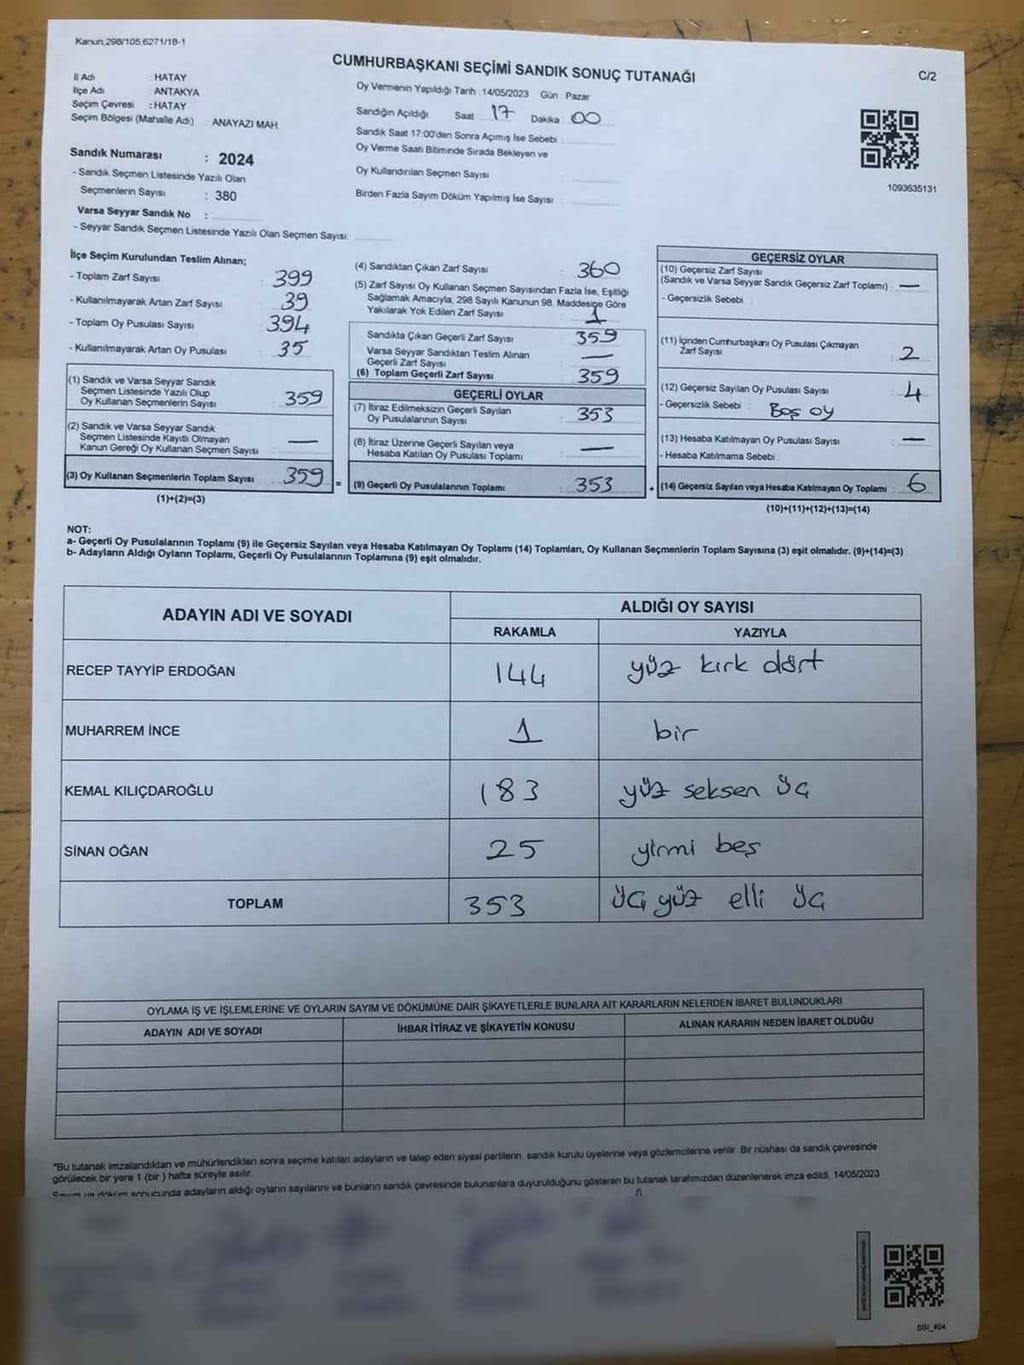 Kanun,298/105,6271/18-1
CUMHURBAŞKANI SEÇİMİ SANDIK SONUÇ TUTANAĞI
C/2
İl Adı : HATAY
İlçe Adı : ANTAKYA
Seçim Çevresi : HATAY
Seçim Bölgesi (Mahalle Adı) : ANAYAZI MAH.
Sandık Numarası : 2024
- Sandık Seçmen Listesinde Yazılı Olan
Seçmenlerin Sayısı : 380
Varsa Seyyar Sandık No :
- Seyyar Sandık Seçmen Listesinde Yazılı Olan Seçmen Sayısı:
Oy Vermenin Yapıldığı Tarih : 14/05/2023 Gün : Pazar
Sandığın Açıldığı Saat : 17 Dakika : 00
Sandık Saat 17:00'den Sonra Açılmış İse Sebebi :
Oy Verme Saati Bitiminde Sırada Bekleyen ve
Oy Kullandırılan Seçmen Sayısı :
Birden Fazla Sayım Döküm Yapılmış İse Sayısı :
1093635131
İlçe Seçim Kurulundan Teslim Alınan;
- Toplam Zarf Sayısı : 399
- Kullanılmayarak Artan Zarf Sayısı : 39
- Toplam Oy Pusulası Sayısı : 394
- Kullanılmayarak Artan Oy Pusulası : 35
(1) Sandık ve Varsa Seyyar Sandık
Seçmen Listesinde Yazılı Olup
Oy Kullanan Seçmenlerin Sayısı : 359
(2) Sandık ve Varsa Seyyar Sandık
Seçmen Listesinde Kayıtlı Olmayan
Kanun Gereği Oy Kullanan Seçmen Sayısı : —
(3) Oy Kullanan Seçmenlerin Toplam Sayısı : 359
(1)+(2)=(3)
=
(4) Sandıktan Çıkan Zarf Sayısı : 360
(5) Zarf Sayısı Oy Kullanan Seçmen Sayısından Fazla İse, Eşitliği
Sağlamak Amacıyla, 298 Sayılı Kanunun 98. Maddesine Göre
Yakılarak Yok Edilen Zarf Sayısı : 1
Sandıkta Çıkan Geçerli Zarf Sayısı : 359
Varsa Seyyar Sandıktan Teslim Alınan
Geçerli Zarf Sayısı : —
(6) Toplam Geçerli Zarf Sayısı : 359
GEÇERLİ OYLAR
(7) İtiraz Edilmeksizin Geçerli Sayılan
Oy Pusulalarının Sayısı : 353
(8) İtiraz Üzerine Geçerli Sayılan veya
Hesaba Katılan Oy Pusulaları Toplamı : —
(9) Geçerli Oy Pusulalarının Toplamı : 353
+
GEÇERSİZ OYLAR
(10) Geçersiz Zarf Sayısı
(Sandık ve Varsa Seyyar Sandık Geçersiz Zarf Toplamı) : —
- Geçersizlik Sebebi :
(11) İçinden Cumhurbaşkanı Oy Pusulası Çıkmayan
Zarf Sayısı : 2
(12) Geçersiz Sayılan Oy Pusulası Sayısı : 4
- Geçersizlik Sebebi : Boş oy
(13) Hesaba Katılmayan Oy Pusulası Sayısı : —
- Hesaba Katılmama Sebebi :
(14) Geçersiz Sayılan veya Hesaba Katılmayan Oy Toplamı : 6
(10)+(11)+(12)+(13)=(14)
NOT:
a- Geçerli Oy Pusulalarının Toplamı (9) ile Geçersiz Sayılan veya Hesaba Katılmayan Oy Toplamı (14) Toplamları, Oy Kullanan Seçmenlerin Toplam Sayısına (3) eşit olmalıdır. (9)+(14)=(3)
b- Adayların Aldığı Oyların Toplamı, Geçerli Oy Pusulalarının Toplamına (9) eşit olmalıdır.
ADAYIN ADI VE SOYADI ALDIĞI OY SAYISI
RAKAMLA YAZIYLA
RECEP TAYYİP ERDOĞAN 144 yüz kırk dört
MUHARREM İNCE 1 bir
KEMAL KILIÇDAROĞLU 183 yüz seksen üç
SİNAN OĞAN 25 yirmi beş
TOPLAM 353 üç yüz elli üç
OYLAMA İŞ VE İŞLEMLERİNE VE OYLARIN SAYIM VE DÖKÜMÜNE DAİR ŞİKAYETLERLE BUNLARA AİT KARARLARIN NELERDEN İBARET BULUNDUKLARI
ADAYIN ADI VE SOYADI İHBAR İTİRAZ VE ŞİKAYETİN KONUSU ALINAN KARARIN NEDEN İBARET OLDUĞU
*Bu tutanak imzalandıktan ve mühürlendikten sonra seçime katılan adayların ve talep eden siyasi partilerin sandık kurulu üyelerine veya gözlemcilerine verilir. Bir nüshası da sandık çevresinde
görülecek bir yere 1 (bir ) hafta süreyle asılır.
Sayım ve döküm sonucunda adayların aldığı oyların sayılarını ve bunların sandık çevresinde bulunanlara duyurulduğunu gösteren bu tutanak tarafımızdan düzenlenerek imza edildi. 14/05/2023
SGI_404